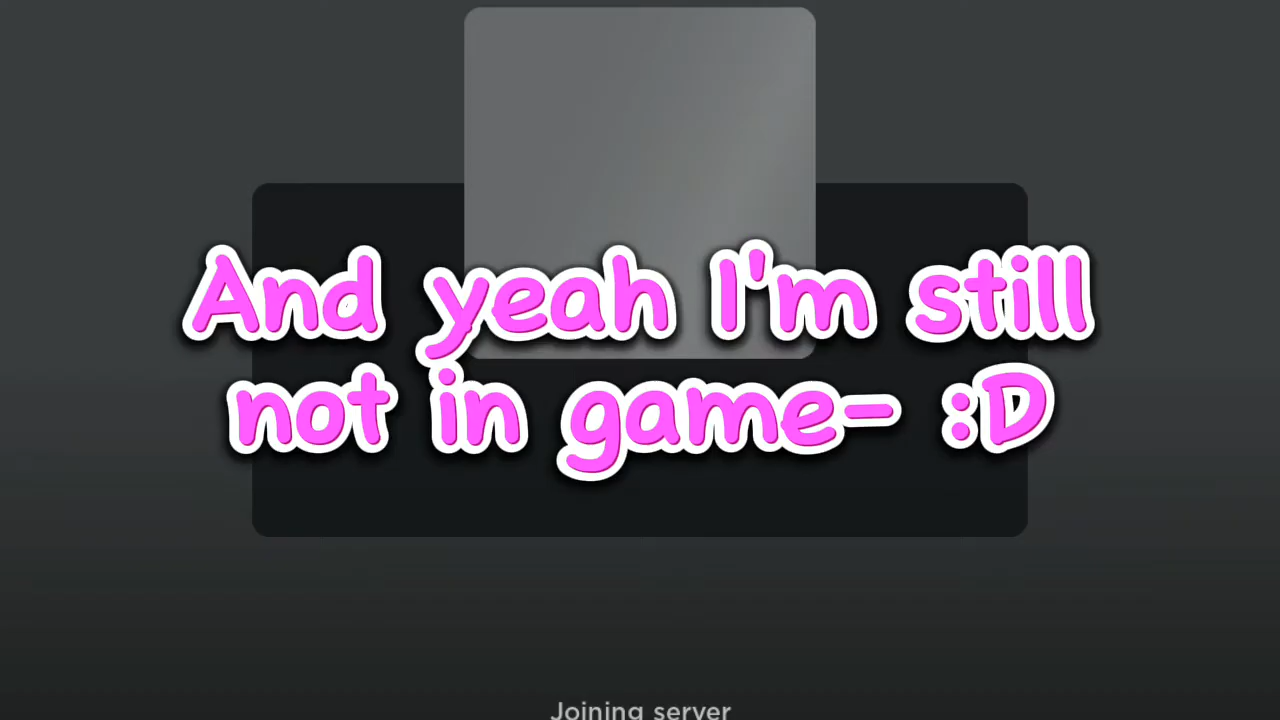 And yeah I'm still
not in game- :D
Joining server